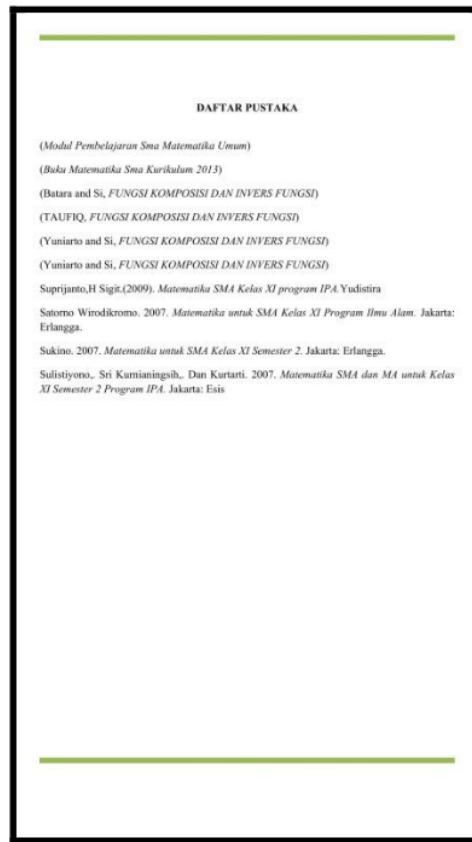 DAFTAR PUSTAKA
(Modul Pembelajaran Sma Matematika Umum)
(Buku Matematika Sma Kurikulum 2013)
(Batara and Si, FUNGSI KOMPOSISI DAN INVERS FUNGSI)
(TAUFIQ, FUNGSI KOMPOSISI DAN INVERS FUNGSI)
(Yuniarto and Si, FUNGSI KOMPOSISI DAN INVERS FUNGSI)
(Yuniarto and Si, FUNGSI KOMPOSISI DAN INVERS FUNGSI)
Suprijanto,H Sigit.(2009). Matematika SMA Kelas XI program IPA.Yudistira
Satorno Wirodikromo. 2007. Matematika untuk SMA Kelas XI Program Ilmu Alam. Jakarta:
Erlangga.
Sukino. 2007. Matematika untuk SMA Kelas XI Semester 2. Jakarta: Erlangga.
Sulistiyono,. Sri Kurnianingsih,. Dan Kurtarti. 2007. Matematika SMA dan MA untuk Kelas
XI Semester 2 Program IPA. Jakarta: Esis